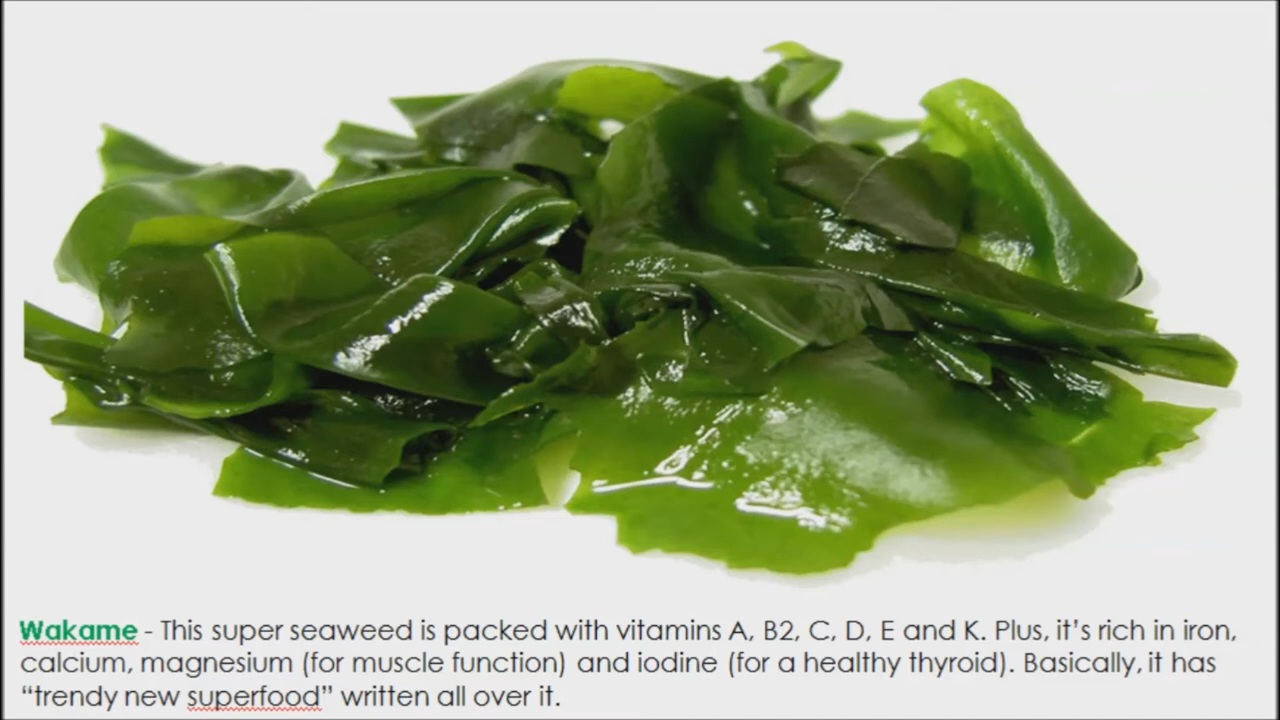 Wakame - This super seaweed is packed with vitamins A, B2, C, D, E and K. Plus, it’s rich in iron,
calcium, magnesium (for muscle function) and iodine (for a healthy thyroid). Basically, it has
“trendy new superfood” written all over it.